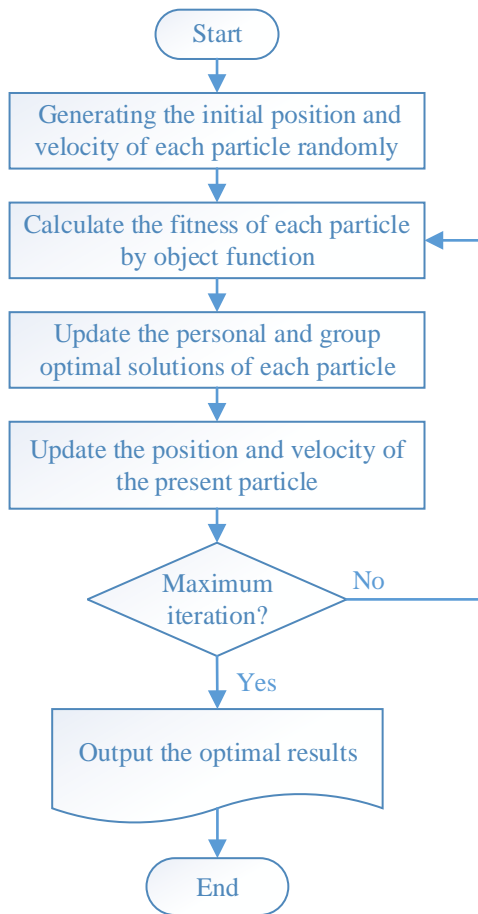 Start
Generating the initial position and
velocity of each particle randomly
Calculate the fitness of each particle
by object function
Update the personal and group
optimal solutions of each particle
Update the position and velocity of
the present particle
Maximum
iteration?
No
Yes
Output the optimal results
End